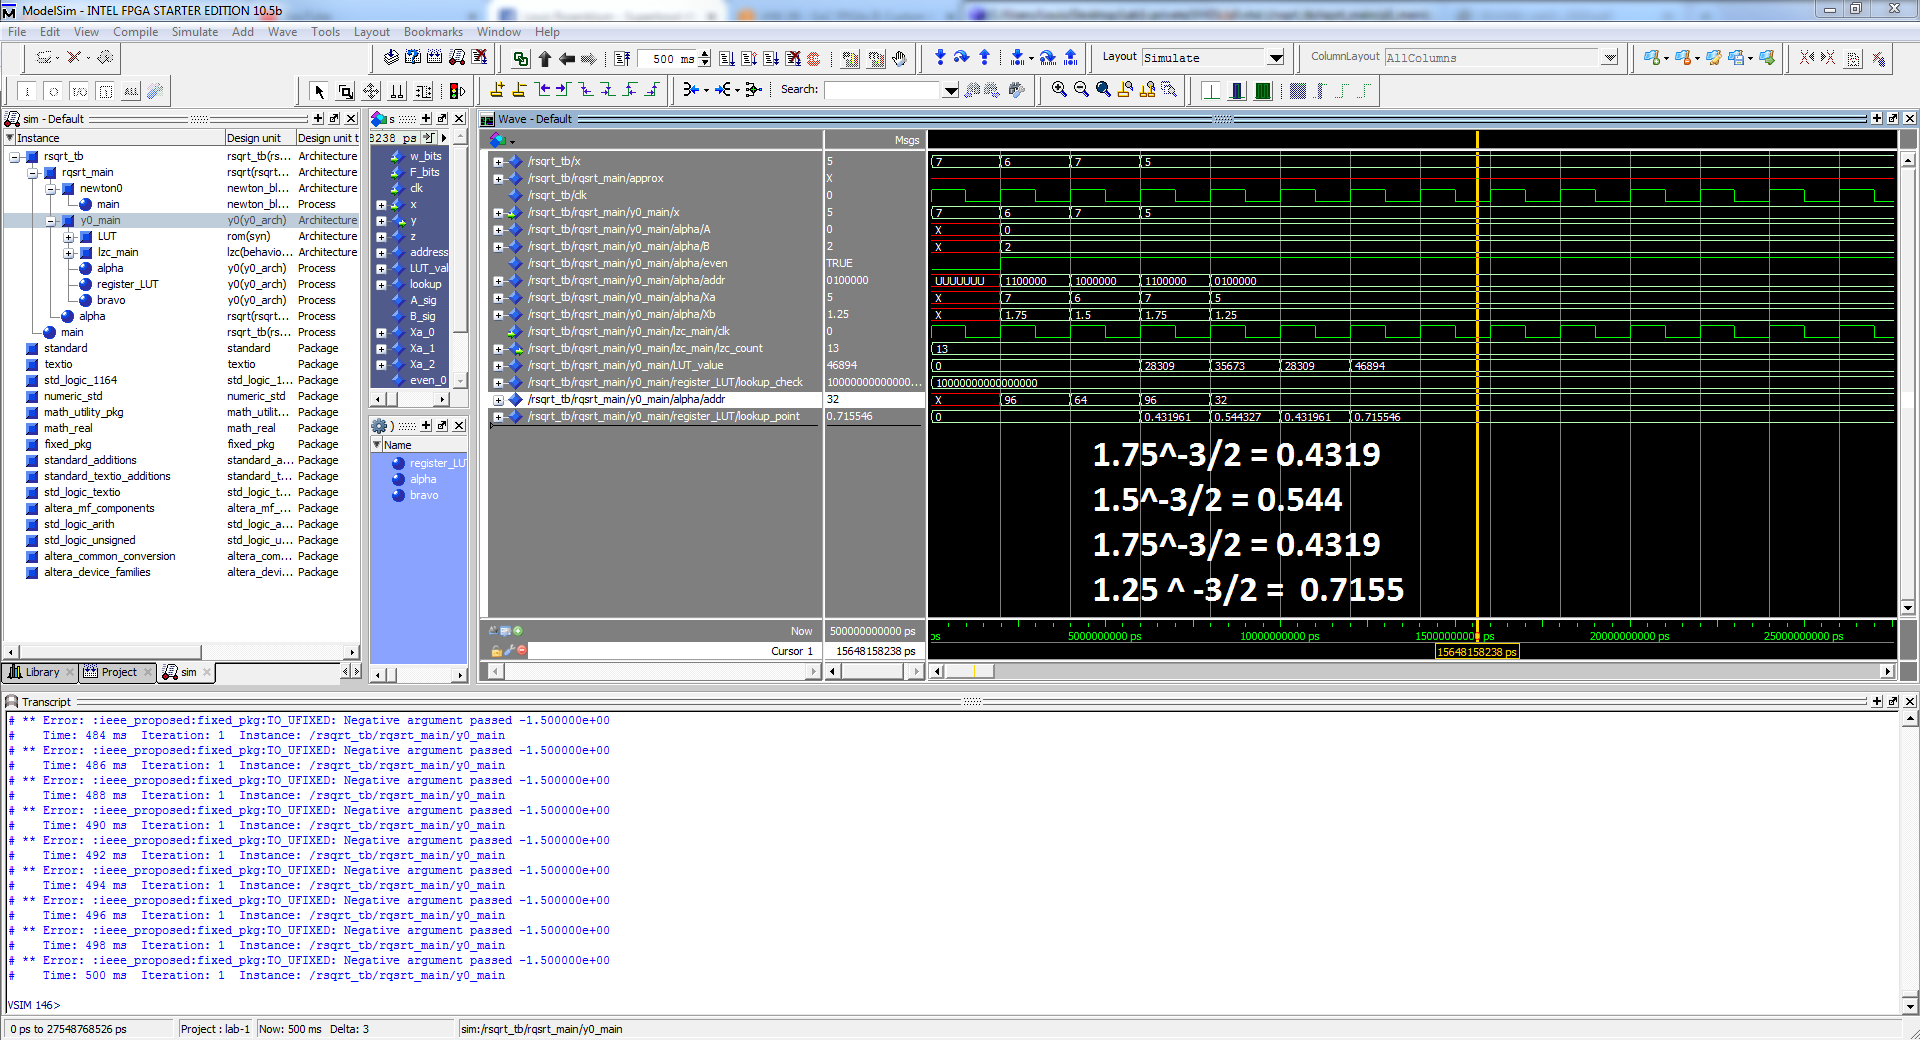 ModelSim - INTEL FPGA STARTER EDITION 10.5b
File Edit View Compile Simulate Add Wave Tools Layout Bookmarks Window Help
500 ms Layout Simulate ColumnLayout AllColumns
Search:
sim - Default
Instance Design unit Design unit t
rsqrt_tb rsqrt_tb(rs... Architecture
rqsrt_main rsqrt(rsqrt... Architecture
newton0 newton_bl... Architecture
main newton_bl... Process
y0_main y0(y0_arch) Architecture
LUT rom(syn) Architecture
lzc_main lzc(behavio... Architecture
alpha y0(y0_arch) Process
register_LUT y0(y0_arch) Process
bravo y0(y0_arch) Process
alpha rsqrt(rsqrt... Process
main rsqrt_tb(rs... Process
standard standard Package
textio textio Package
std_logic_1164 std_logic_1... Package
numeric_std numeric_std Package
math_utility_pkg math_utilit... Package
math_real math_real Package
fixed_pkg fixed_pkg Package
standard_additions standard_a... Package
standard_textio_additions standard_t... Package
std_logic_textio std_logic_t... Package
altera_mf_components altera_mf_... Package
std_logic_arith std_logic_a... Package
std_logic_unsigned std_logic_u... Package
altera_common_conversion altera_com... Package
altera_device_families altera_devi... Package
Library Project sim
s
8238 ps
w_bits
F_bits
clk
x
y
z
address
LUT_val
lookup
A_sig
B_sig
Xa_0
Xa_1
Xa_2
even_0
Name
register_LU
alpha
bravo
Wave - Default
Msgs
/rsqrt_tb/x 5 7 6 7 5
/rsqrt_tb/rqsrt_main/approx X
/rsqrt_tb/clk 0
/rsqrt_tb/rqsrt_main/y0_main/x 5 7 6 7 5
/rsqrt_tb/rqsrt_main/y0_main/alpha/A 0 X 0
/rsqrt_tb/rqsrt_main/y0_main/alpha/B 2 X 2
/rsqrt_tb/rqsrt_main/y0_main/alpha/even TRUE
/rsqrt_tb/rqsrt_main/y0_main/alpha/addr 0100000 UUUUUUU 1100000 1000000 1100000 0100000
/rsqrt_tb/rqsrt_main/y0_main/alpha/Xa 5 X 7 6 7 5
/rsqrt_tb/rqsrt_main/y0_main/alpha/Xb 1.25 X 1.75 1.5 1.75 1.25
/rsqrt_tb/rqsrt_main/y0_main/lzc_main/clk 0
/rsqrt_tb/rqsrt_main/y0_main/lzc_main/lzc_count 13 13
/rsqrt_tb/rqsrt_main/y0_main/LUT_value 46894 0 28309 35673 28309 46894
/rsqrt_tb/rqsrt_main/y0_main/register_LUT/lookup_check 10000000000000... 10000000000000000
/rsqrt_tb/rqsrt_main/y0_main/alpha/addr 32 X 96 64 96 32
/rsqrt_tb/rqsrt_main/y0_main/register_LUT/lookup_point 0.715546 0 0.431961 0.544327 0.431961 0.715546
1.75^-3/2 = 0.4319
1.5^-3/2 = 0.544
1.75^-3/2 = 0.4319
1.25 ^ -3/2 = 0.7155
Now 500000000000 ps ps 5000000000 ps 10000000000 ps 15000000000 ps 20000000000 ps 25000000000 ps
Cursor 1 15648158238 ps 15648158238 ps
Transcript
# ** Error: :ieee_proposed:fixed_pkg:TO_UFIXED: Negative argument passed -1.500000e+00
# Time: 484 ms Iteration: 1 Instance: /rsqrt_tb/rqsrt_main/y0_main
# ** Error: :ieee_proposed:fixed_pkg:TO_UFIXED: Negative argument passed -1.500000e+00
# Time: 486 ms Iteration: 1 Instance: /rsqrt_tb/rqsrt_main/y0_main
# ** Error: :ieee_proposed:fixed_pkg:TO_UFIXED: Negative argument passed -1.500000e+00
# Time: 488 ms Iteration: 1 Instance: /rsqrt_tb/rqsrt_main/y0_main
# ** Error: :ieee_proposed:fixed_pkg:TO_UFIXED: Negative argument passed -1.500000e+00
# Time: 490 ms Iteration: 1 Instance: /rsqrt_tb/rqsrt_main/y0_main
# ** Error: :ieee_proposed:fixed_pkg:TO_UFIXED: Negative argument passed -1.500000e+00
# Time: 492 ms Iteration: 1 Instance: /rsqrt_tb/rqsrt_main/y0_main
# ** Error: :ieee_proposed:fixed_pkg:TO_UFIXED: Negative argument passed -1.500000e+00
# Time: 494 ms Iteration: 1 Instance: /rsqrt_tb/rqsrt_main/y0_main
# ** Error: :ieee_proposed:fixed_pkg:TO_UFIXED: Negative argument passed -1.500000e+00
# Time: 496 ms Iteration: 1 Instance: /rsqrt_tb/rqsrt_main/y0_main
# ** Error: :ieee_proposed:fixed_pkg:TO_UFIXED: Negative argument passed -1.500000e+00
# Time: 498 ms Iteration: 1 Instance: /rsqrt_tb/rqsrt_main/y0_main
# ** Error: :ieee_proposed:fixed_pkg:TO_UFIXED: Negative argument passed -1.500000e+00
# Time: 500 ms Iteration: 1 Instance: /rsqrt_tb/rqsrt_main/y0_main
VSIM 146>
0 ps to 27548768526 ps Project : lab-1 Now: 500 ms Delta: 3 sim:/rsqrt_tb/rqsrt_main/y0_main